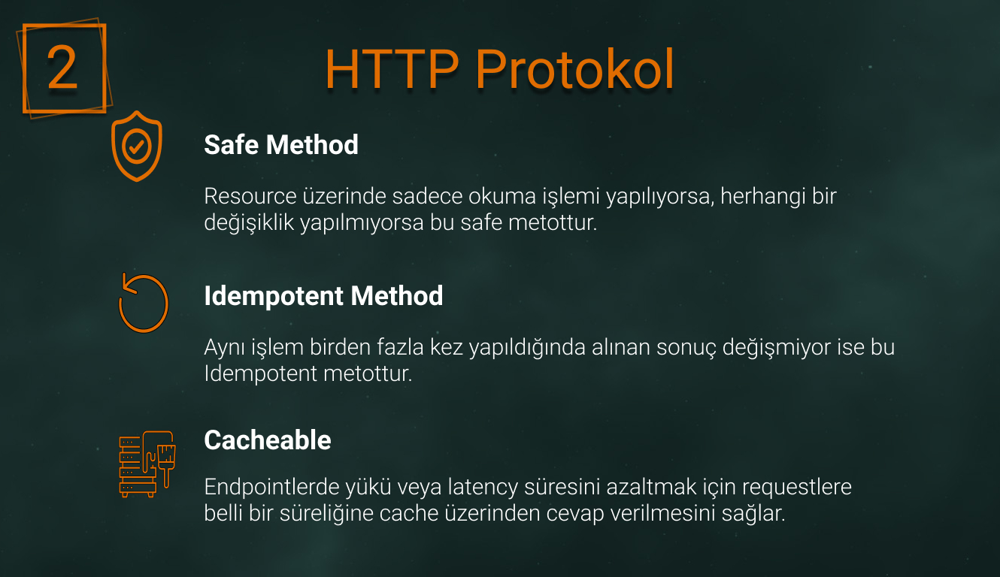 2
HTTP Protokol
Safe Method
Resource üzerinde sadece okuma işlemi yapılıyorsa, herhangi bir
değişiklik yapılmıyorsa bu safe metottur.
Idempotent Method
Aynı işlem birden fazla kez yapıldığında alınan sonuç değişmiyor ise bu
Idempotent metottur.
Cacheable
Endpointlerde yükü veya latency süresini azaltmak için requestlere
belli bir süreliğine cache üzerinden cevap verilmesini sağlar.